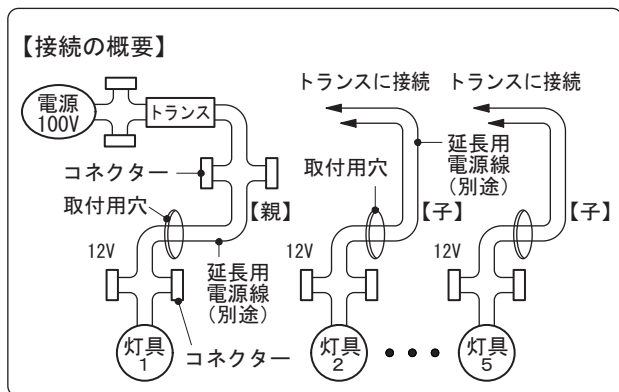 【接続の概要】
電源
100V
トランス
コネクター
取付用穴
【親】
12V
延長用
電源線
(別途)
コネクター
灯具
1
トランスに接続
取付用穴
延長用
電源線
(別途)
【子】
12V
灯具
2
•••
トランスに接続
【子】
12V
灯具
5